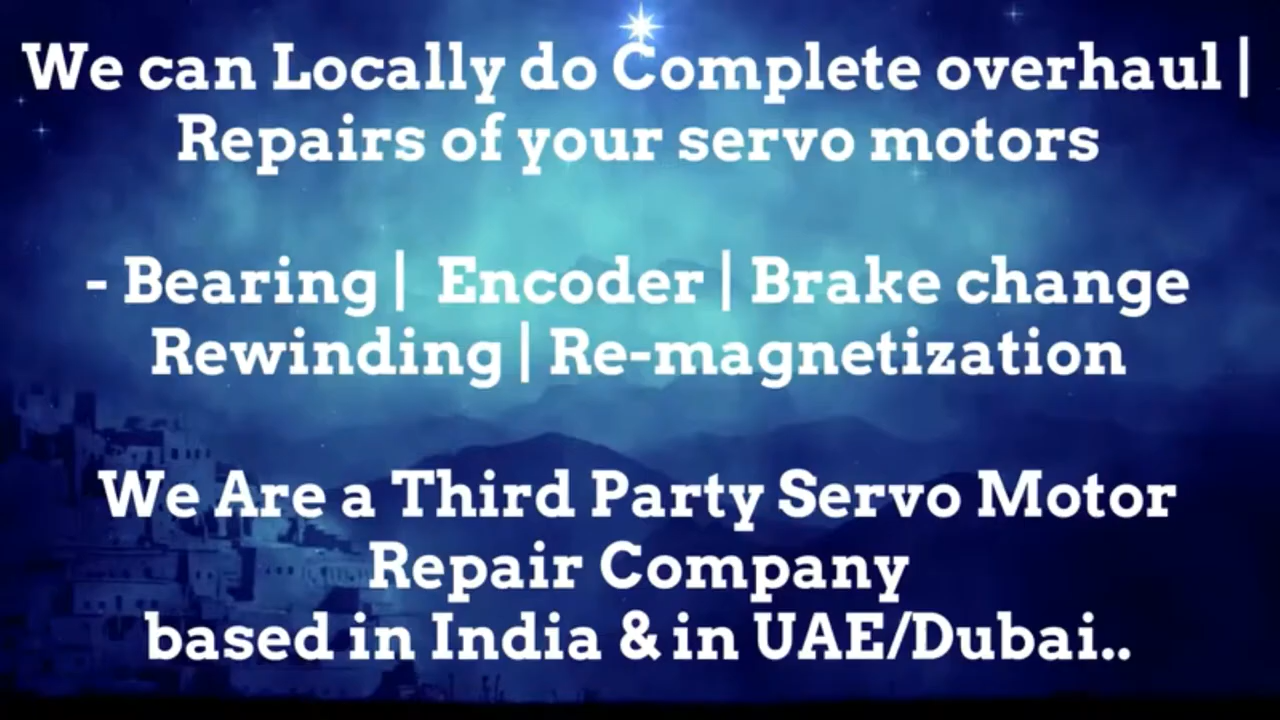 We can Locally do Complete overhaul |
Repairs of your servo motors
- Bearing | Encoder | Brake change
Rewinding | Re-magnetization
We Are a Third Party Servo Motor
Repair Company
based in India & in UAE/Dubai..